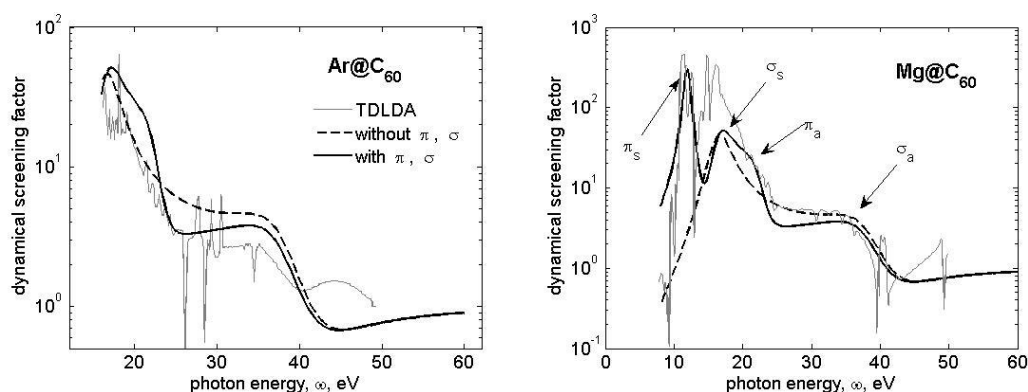 10²
Ar@C₆₀
TDLDA
without π , σ
with π , σ
10¹
10⁰
dynamical screening factor
20 30 40 50 60
photon energy, ω, eV
10³
Mg@C₆₀
σₛ
πₛ
πₐ
σₐ
10²
10¹
10⁰
10⁻¹
dynamical screening factor
0 10 20 30 40 50 60
photon energy, ω, eV